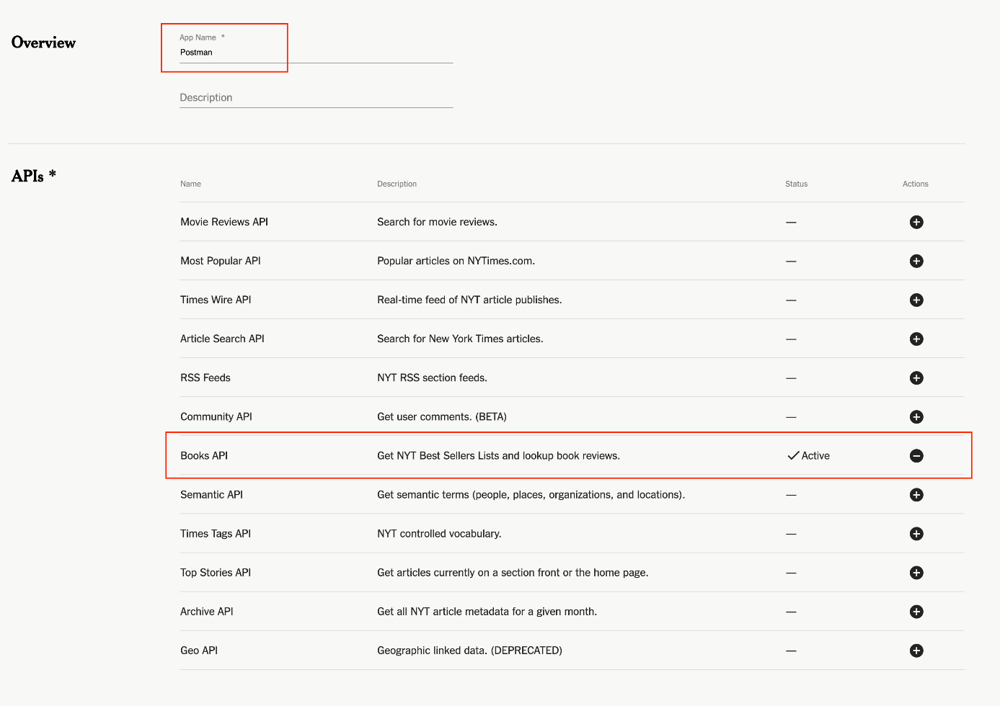 Overview
App Name *
Postman
Description
APIs *
Name Description Status Actions
Movie Reviews API Search for movie reviews. —
Most Popular API Popular articles on NYTimes.com. —
Times Wire API Real-time feed of NYT article publishes. —
Article Search API Search for New York Times articles. —
RSS Feeds NYT RSS section feeds. —
Community API Get user comments. (BETA) —
Books API Get NYT Best Sellers Lists and lookup book reviews. ✓ Active
Semantic API Get semantic terms (people, places, organizations, and locations). —
Times Tags API NYT controlled vocabulary. —
Top Stories API Get articles currently on a section front or the home page. —
Archive API Get all NYT article metadata for a given month. —
Geo API Geographic linked data. (DEPRECATED) —